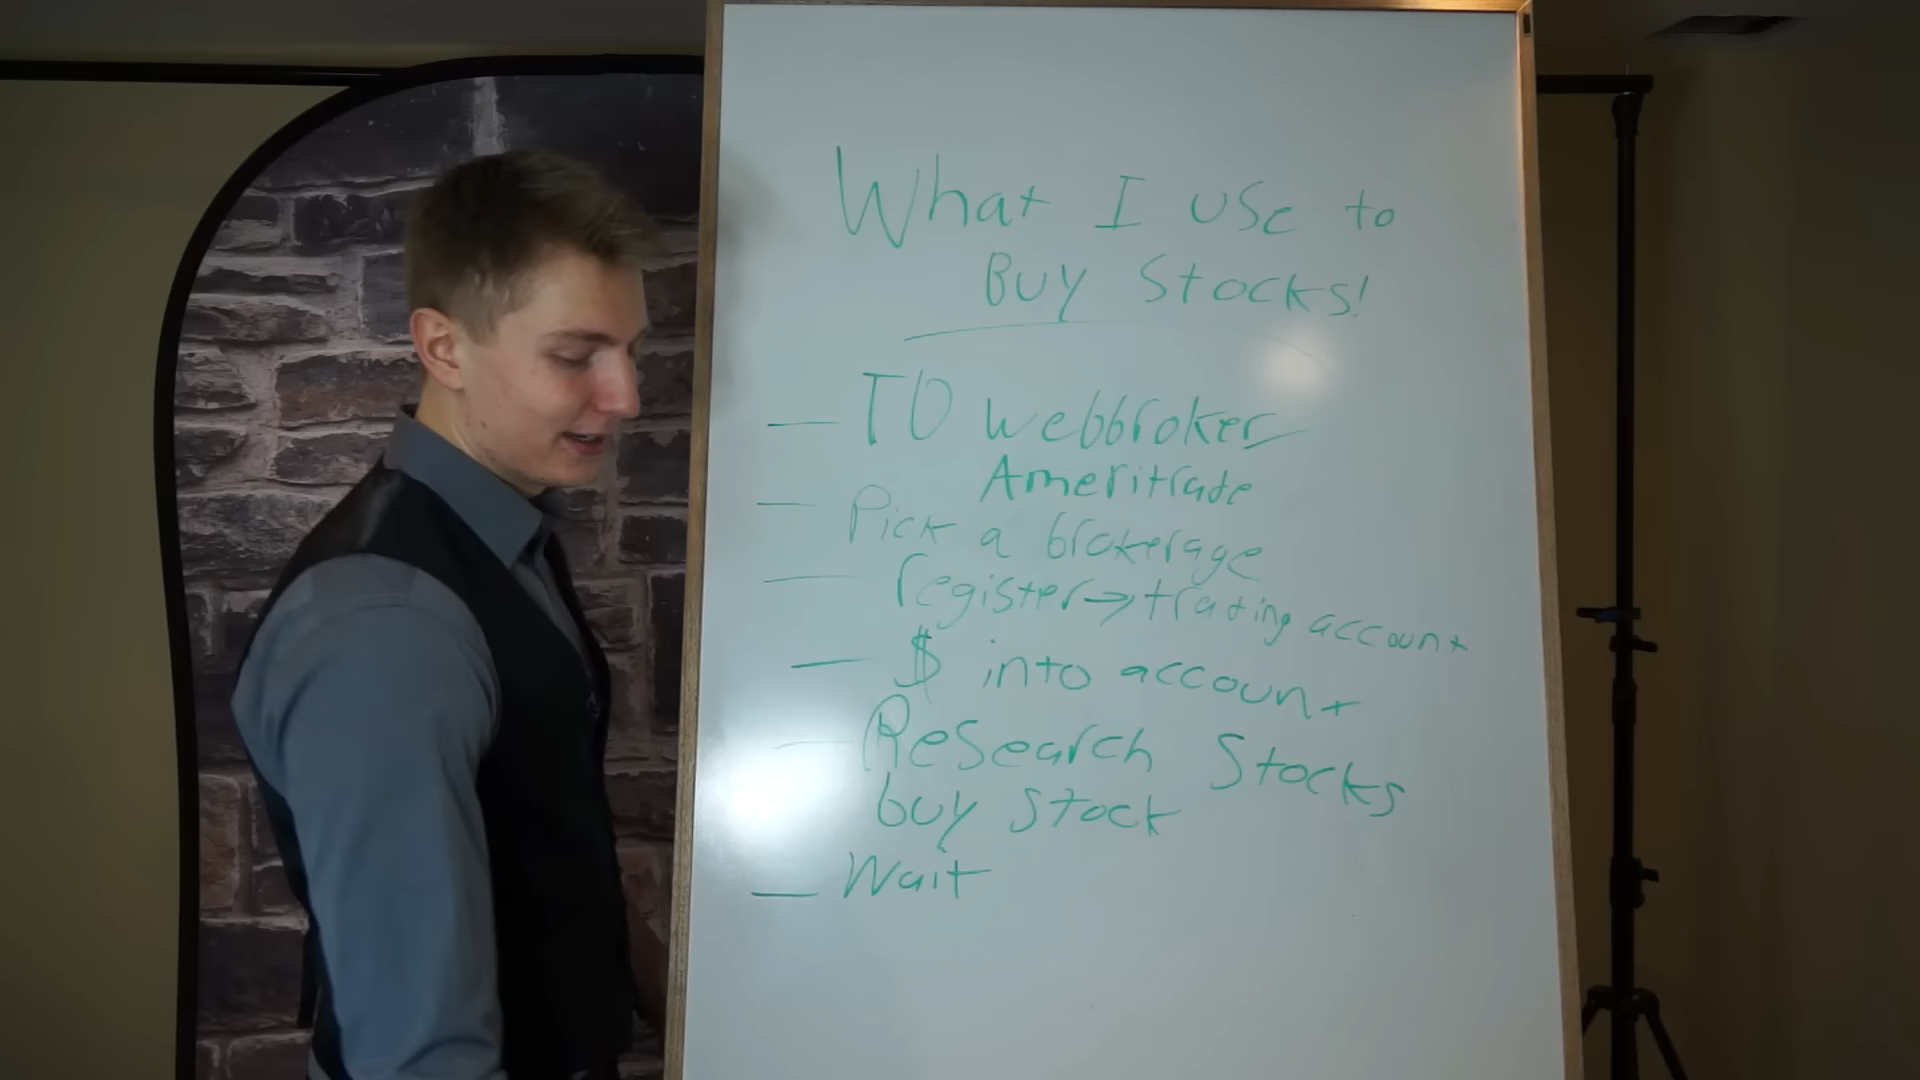 What I use to
Buy Stocks!
— TD webbroker
Ameritrade
— Pick a brokerage
— register → trading account
— $ into account
— Research Stocks
buy stock
— Wait